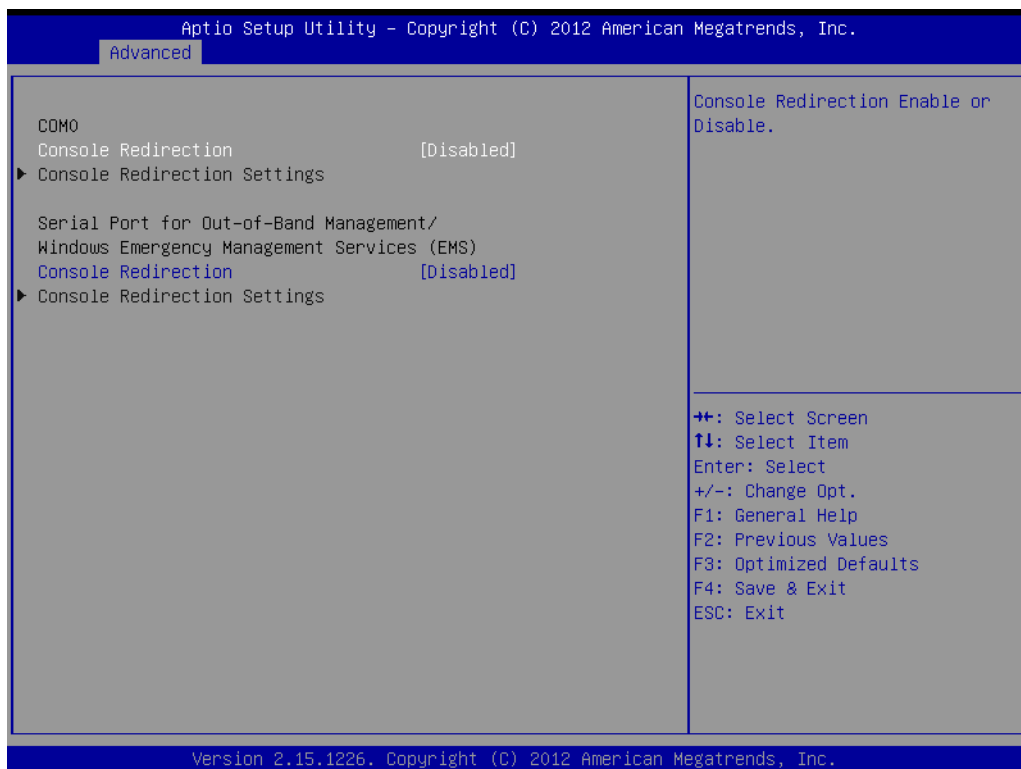 Aptio Setup Utility – Copyright (C) 2012 American Megatrends, Inc.
Advanced
COM0
Console Redirection [Disabled]
▶ Console Redirection Settings
Serial Port for Out-of-Band Management/
Windows Emergency Management Services (EMS)
Console Redirection [Disabled]
▶ Console Redirection Settings
Console Redirection Enable or
Disable.
→←: Select Screen
↑↓: Select Item
Enter: Select
+/-: Change Opt.
F1: General Help
F2: Previous Values
F3: Optimized Defaults
F4: Save & Exit
ESC: Exit
Version 2.15.1226. Copyright (C) 2012 American Megatrends, Inc.